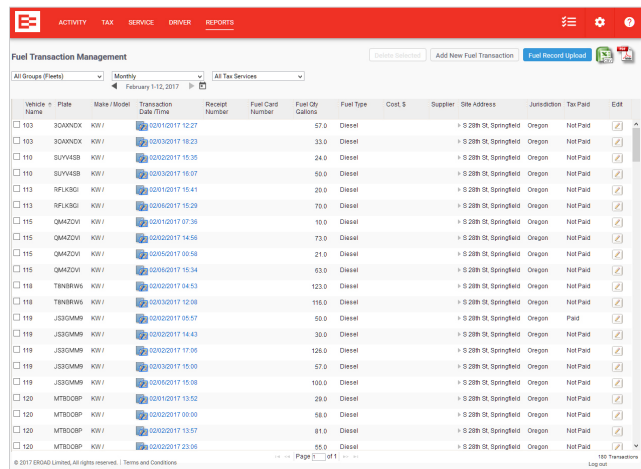 ACTIVITY TAX SERVICE DRIVER REPORTS
Fuel Transaction Management Delete Selected Add New Fuel Transaction Fuel Record Upload
All Groups (Fleets) Monthly All Tax Services
February 1-12, 2017
Vehicle Name Plate Make / Model Transaction Date /Time Receipt Number Fuel Card Number Fuel Qty Gallons Fuel Type Cost, $ Supplier Site Address Jurisdiction Tax Paid Edit
103 3QAXNDX KW / 02/01/2017 12:27 57.0 Diesel S 28th St, Springfield Oregon Not Paid
103 3QAXNDX KW / 02/03/2017 18:23 33.0 Diesel S 28th St, Springfield Oregon Not Paid
110 SUYV4SB KW / 02/02/2017 15:35 24.0 Diesel S 28th St, Springfield Oregon Not Paid
110 SUYV4SB KW / 02/03/2017 16:07 50.0 Diesel S 28th St, Springfield Oregon Not Paid
113 RFLKBGI KW / 02/01/2017 15:41 20.0 Diesel S 28th St, Springfield Oregon Not Paid
113 RFLKBGI KW / 02/06/2017 15:29 70.0 Diesel S 28th St, Springfield Oregon Not Paid
115 QM4ZOVI KW / 02/01/2017 07:36 10.0 Diesel S 28th St, Springfield Oregon Not Paid
115 QM4ZOVI KW / 02/02/2017 14:56 73.0 Diesel S 28th St, Springfield Oregon Not Paid
115 QM4ZOVI KW / 02/05/2017 00:58 21.0 Diesel S 28th St, Springfield Oregon Not Paid
115 QM4ZOVI KW / 02/06/2017 15:34 63.0 Diesel S 28th St, Springfield Oregon Not Paid
118 T8NBRW6 KW / 02/02/2017 04:53 123.0 Diesel S 28th St, Springfield Oregon Not Paid
118 T8NBRW6 KW / 02/03/2017 12:08 116.0 Diesel S 28th St, Springfield Oregon Not Paid
119 JS3GMM9 KW / 02/02/2017 05:57 50.0 Diesel S 28th St, Springfield Oregon Paid
119 JS3GMM9 KW / 02/02/2017 14:43 30.0 Diesel S 28th St, Springfield Oregon Not Paid
119 JS3GMM9 KW / 02/02/2017 17:06 126.0 Diesel S 28th St, Springfield Oregon Not Paid
119 JS3GMM9 KW / 02/03/2017 15:00 57.0 Diesel S 28th St, Springfield Oregon Not Paid
119 JS3GMM9 KW / 02/06/2017 15:08 100.0 Diesel S 28th St, Springfield Oregon Not Paid
120 MTBDCBP KW / 02/01/2017 13:52 29.0 Diesel S 28th St, Springfield Oregon Not Paid
120 MTBDCBP KW / 02/02/2017 00:00 58.0 Diesel S 28th St, Springfield Oregon Not Paid
120 MTBDCBP KW / 02/02/2017 13:57 81.0 Diesel S 28th St, Springfield Oregon Not Paid
120 MTBDCBP KW / 02/02/2017 23:06 55.0 Diesel S 28th St, Springfield Oregon Not Paid
Page 1 of 1 180 Transactions
© 2017 EROAD Limited, All rights reserved. | Terms and Conditions Log out